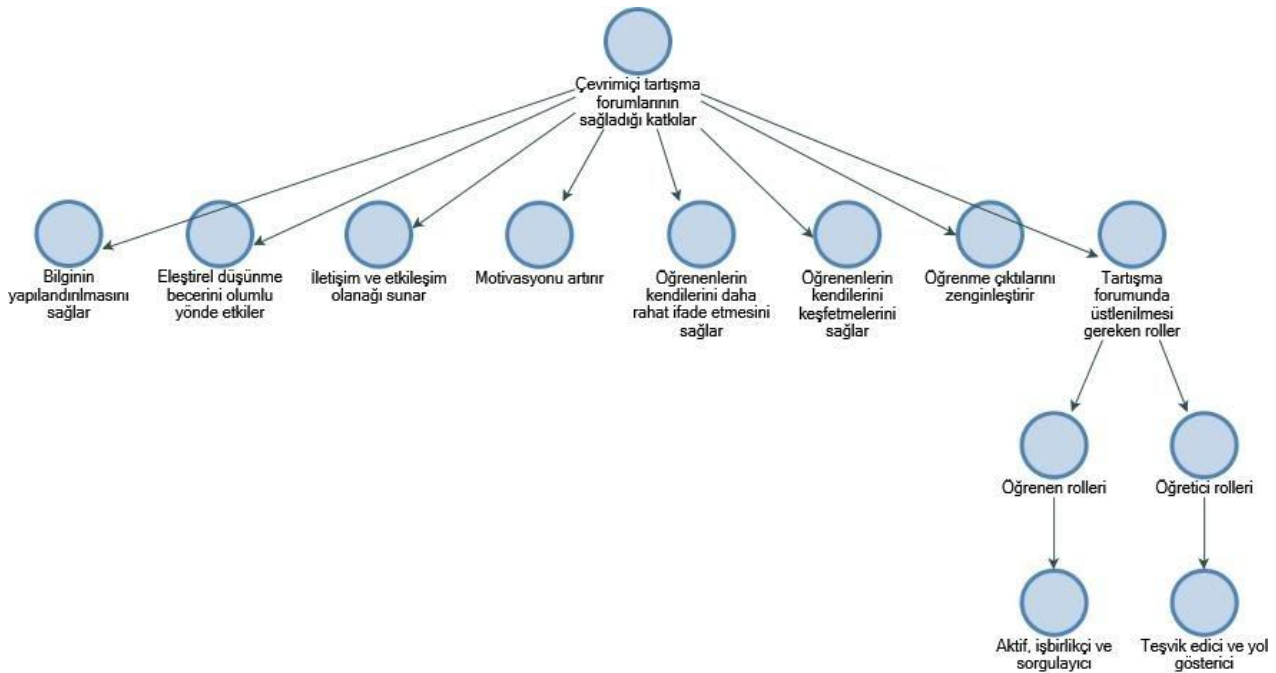 Çevrimiçi tartışma
forumlarının
sağladığı katkılar
Bilginin
yapılandırılmasını
sağlar
Eleştirel düşünme
becerini olumlu
yönde etkiler
İletişim ve etkileşim
olanağı sunar
Motivasyonu artırır
Öğrenenlerin
kendilerini daha
rahat ifade etmesini
sağlar
Öğrenenlerin
kendilerini
keşfetmelerini
sağlar
Öğrenme çıktılarını
zenginleştirir
Tartışma
forumunda
üstlenilmesi
gereken roller
Öğrenen rolleri
Öğretici rolleri
Aktif, işbirlikçi ve
sorgulayıcı
Teşvik edici ve yol
gösterici